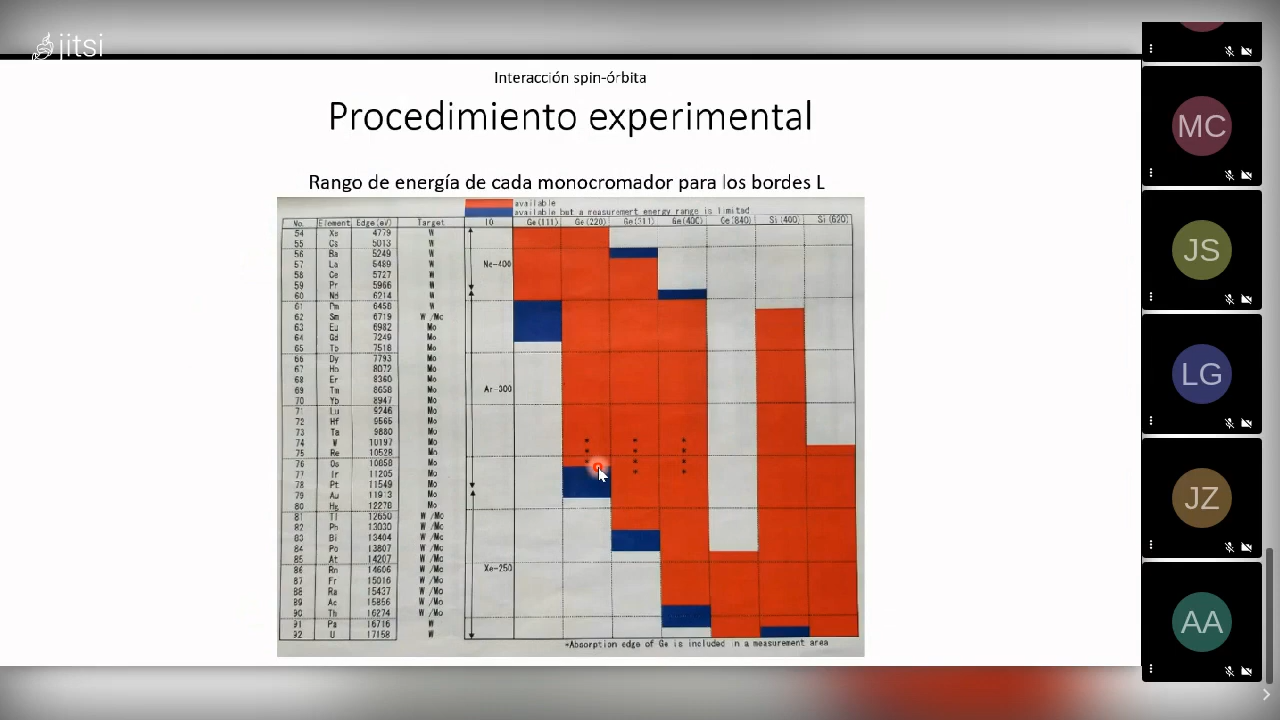 jitsi
Interacción spin-órbita
Procedimiento experimental
Rango de energía de cada monocromador para los bordes L
available
available but a measurement energy range is limited
No. Element Edge(eV) Target I0 Ge(111) Ge(220) Ge(311) Ge(400) Ge(840) Si(400) Si(620)
54 Xe 4779 W
55 Cs 5013 W
56 Ba 5249 W
57 La 5489 W Ne-400
58 Ce 5727 W
59 Pr 5966 W
60 Nd 6214 W
61 Pm 6458 W
62 Sm 6719 W/Mo
63 Eu 6982 Mo
64 Gd 7249 Mo
65 Tb 7518 Mo
66 Dy 7793 Mo
67 Ho 8072 Mo
68 Er 8360 Mo
69 Tm 8658 Mo Ar-300
70 Yb 8947 Mo
71 Lu 9246 Mo
72 Hf 9565 Mo
73 Ta 9880 Mo
74 W 10197 Mo * * *
75 Re 10528 Mo * * *
76 Os 10858 Mo * * *
77 Ir 11205 Mo * *
78 Pt 11549 Mo
79 Au 11913 Mo
80 Hg 12270 Mo
81 Tl 12650 W/Mo
82 Pb 13030 W/Mo
83 Bi 13404 W/Mo
84 Po 13807 W/Mo
85 At 14207 W/Mo
86 Rn 14606 W/Mo Xe-250
87 Fr 15016 W/Mo
88 Ra 15437 W/Mo
89 Ac 15856 W/Mo
90 Th 16274 W/Mo
91 Pa 16716 W
92 U 17158 W
*Absorption edge of Ge is included in a measurement area
MC
JS
LG
JZ
AA